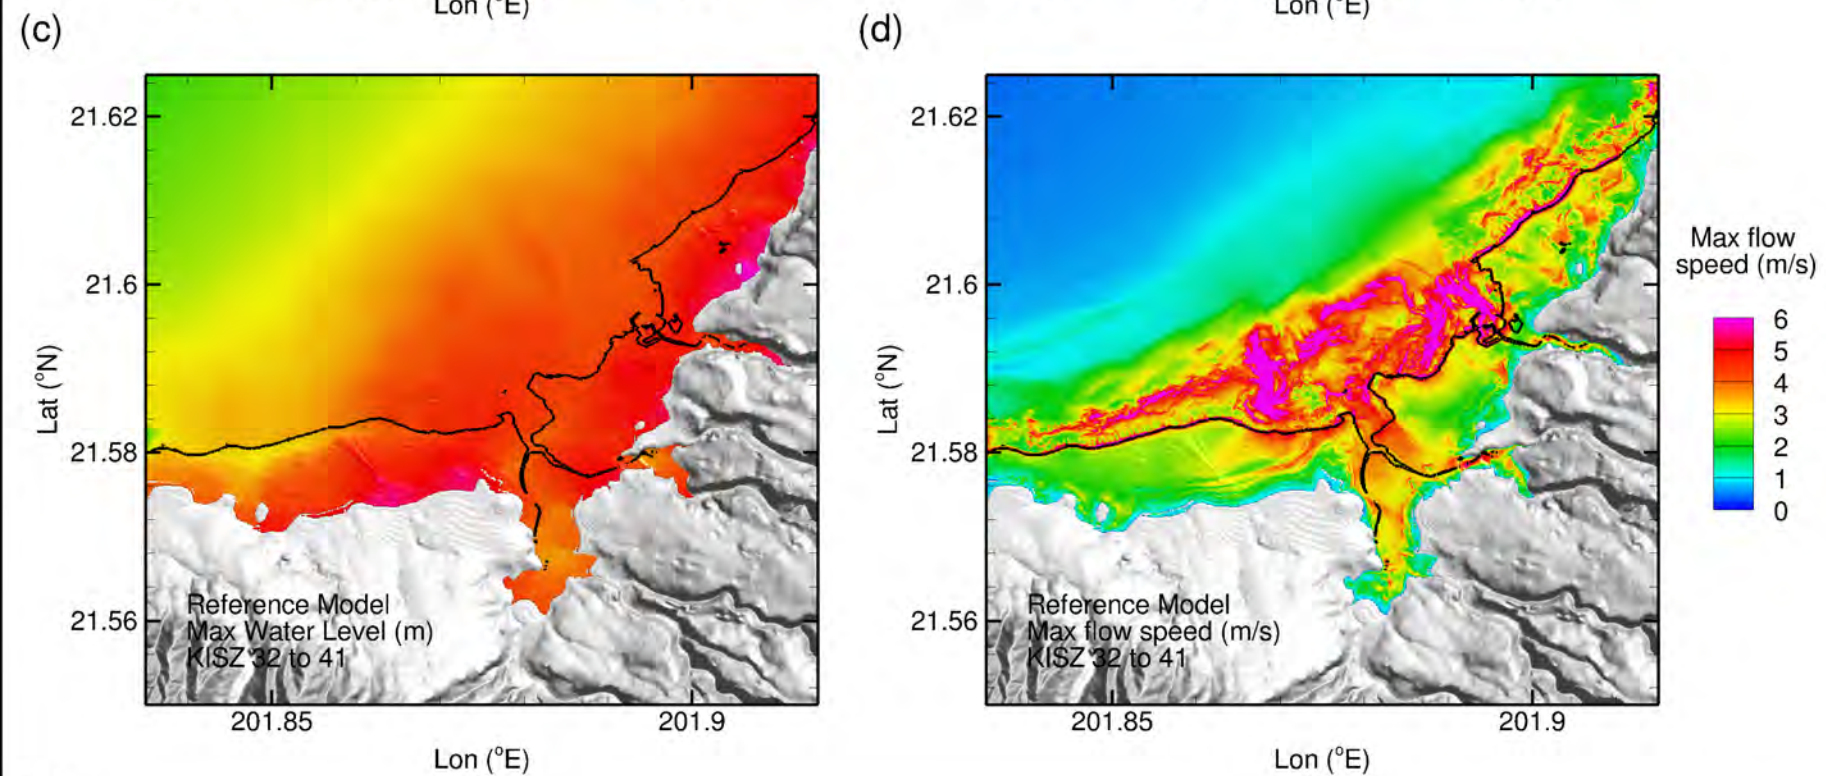 Lon (°E)
Lon (°E)
(c)
(d)
21.62
21.6
21.58
21.56
Lat (°N)
Reference Model
Max Water Level (m)
KISZ 32 to 41
201.85
201.9
Lon (°E)
21.62
21.6
21.58
21.56
Lat (°N)
Reference Model
Max flow speed (m/s)
KISZ 32 to 41
201.85
201.9
Lon (°E)
Max flow
speed (m/s)
6
5
4
3
2
1
0